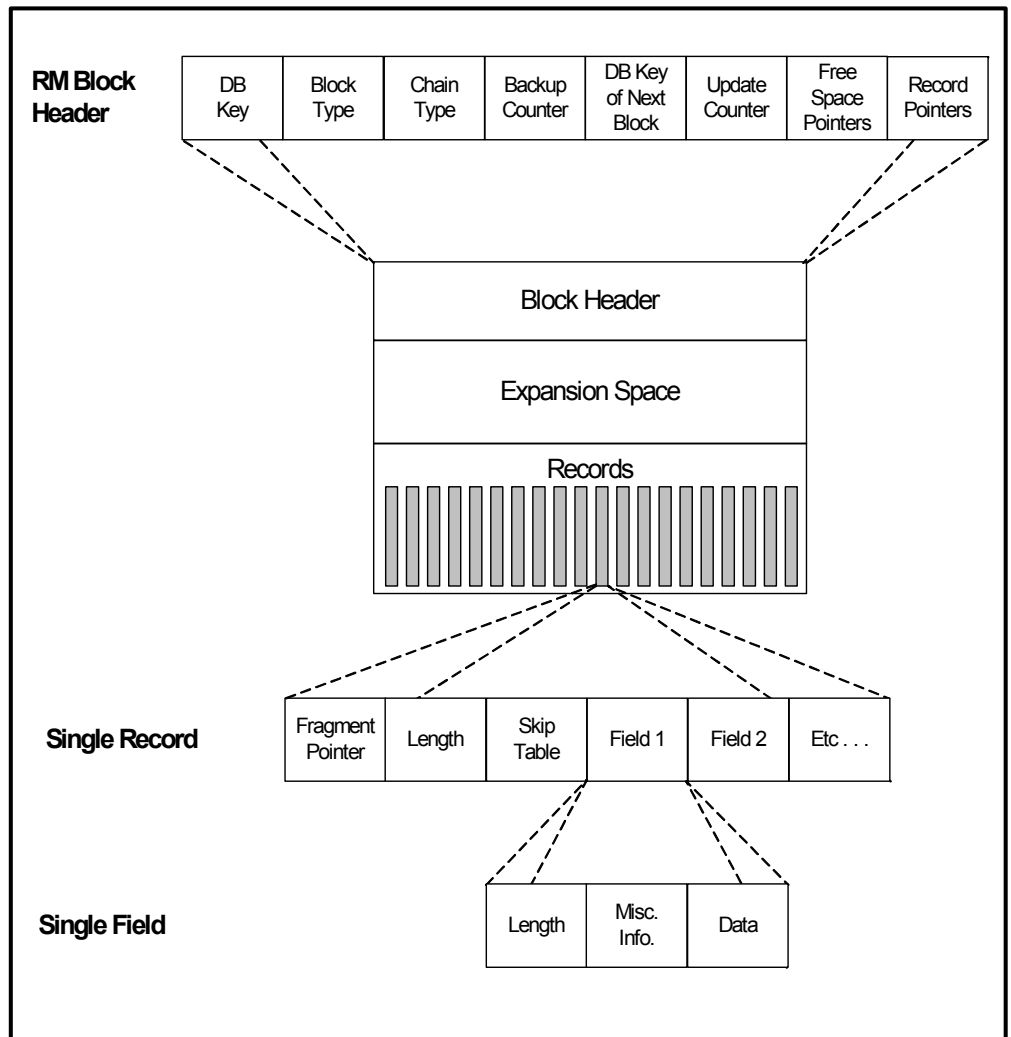 RM Block
Header
DB
Key
Block
Type
Chain
Type
Backup
Counter
DB Key
of Next
Block
Update
Counter
Free
Space
Pointers
Record
Pointers
Block Header
Expansion Space
Records
Single Record
Fragment
Pointer
Length
Skip
Table
Field 1
Field 2
Etc . . .
Single Field
Length
Misc.
Info.
Data